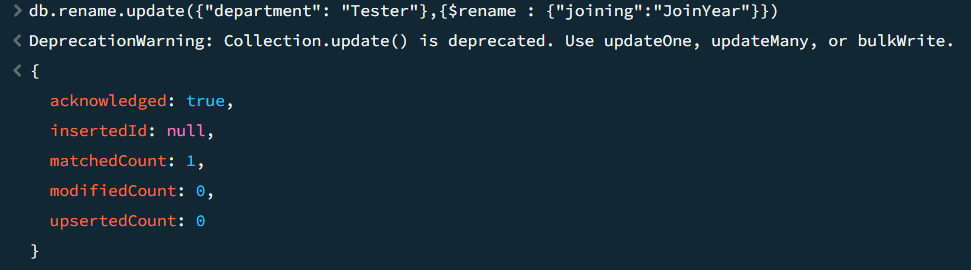 > db.rename.update({"department": "Tester"},{$rename : {"joining":"JoinYear"}})
< DeprecationWarning: Collection.update() is deprecated. Use updateOne, updateMany, or bulkWrite.
< {
acknowledged: true,
insertedId: null,
matchedCount: 1,
modifiedCount: 0,
upsertedCount: 0
}